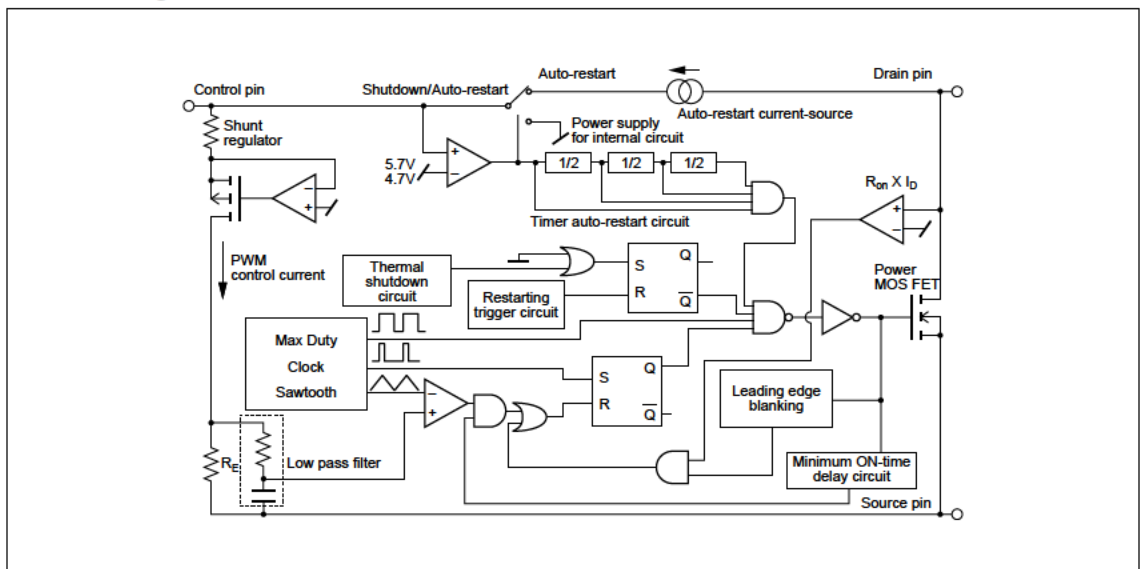 Control pin
Shutdown/Auto-restart
Auto-restart
Drain pin
Auto-restart current-source
Shunt
regulator
Power supply
for internal circuit
+
−
5.7V
4.7V
1/2
1/2
1/2
−
+
Ron X ID
+
−
Timer auto-restart circuit
PWM
control current
Thermal
shutdown
circuit
Restarting
trigger circuit
S
Q
R
Q
Power
MOS FET
Max Duty
Clock
Sawtooth
−
+
S
Q
R
Q
Leading edge
blanking
Minimum ON-time
delay circuit
RE
Low pass filter
Source pin